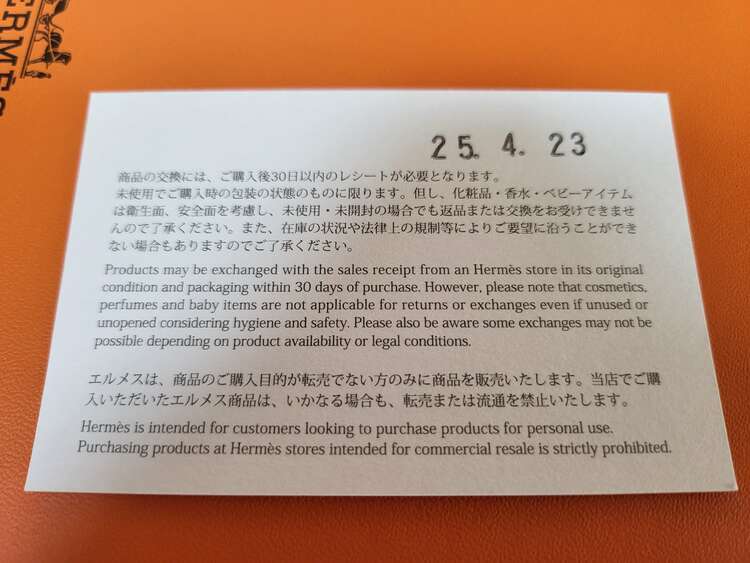 ERMÈS
25. 4. 23
商品の交換には、ご購入後30日以内のレシートが必要となります。
未使用でご購入時の包装の状態のものに限ります。但し、化粧品・香水・ベビーアイテム
は衛生面、安全面を考慮し、未使用・未開封の場合でも返品または交換をお受けできませ
んので了承ください。また、在庫の状況や法律上の規制等によりご要望に沿うことができ
ない場合もありますのでご了承ください。
Products may be exchanged with the sales receipt from an Hermès store in its original
condition and packaging within 30 days of purchase. However, please note that cosmetics,
perfumes and baby items are not applicable for returns or exchanges even if unused or
unopened considering hygiene and safety. Please also be aware some exchanges may not be
possible depending on product availability or legal conditions.
エルメスは、商品のご購入目的が転売でない方のみに商品を販売いたします。当店でご購
入いただいたエルメス商品は、いかなる場合も、転売または流通を禁止いたします。
Hermès is intended for customers looking to purchase products for personal use.
Purchasing products at Hermès stores intended for commercial resale is strictly prohibited.